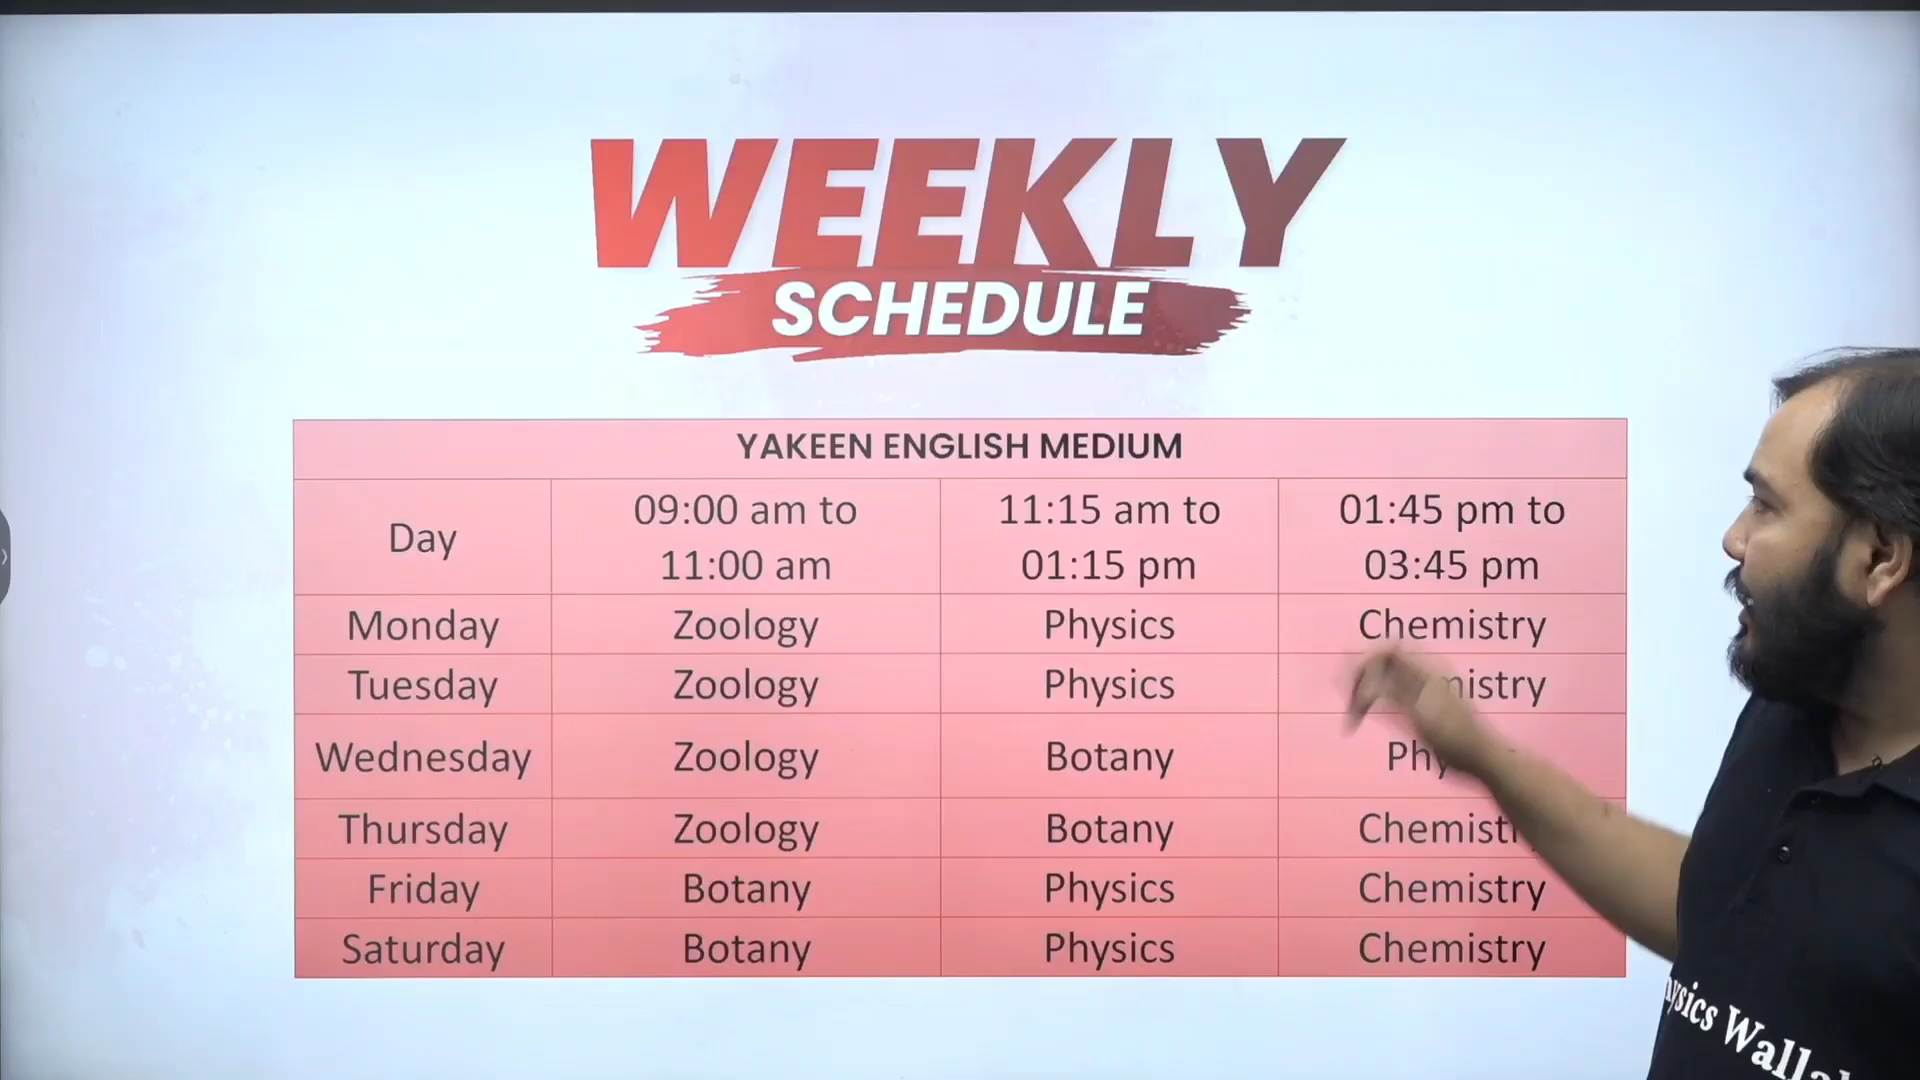 WEEKLY
SCHEDULE
YAKEEN ENGLISH MEDIUM
Day
09:00 am to
11:00 am
11:15 am to
01:15 pm
01:45 pm to
03:45 pm
Monday Zoology Physics Chemistry
Tuesday Zoology Physics
Wednesday Zoology Botany
Thursday Zoology Botany Chemistry
Friday Botany Physics Chemistry
Saturday Botany Physics Chemistry